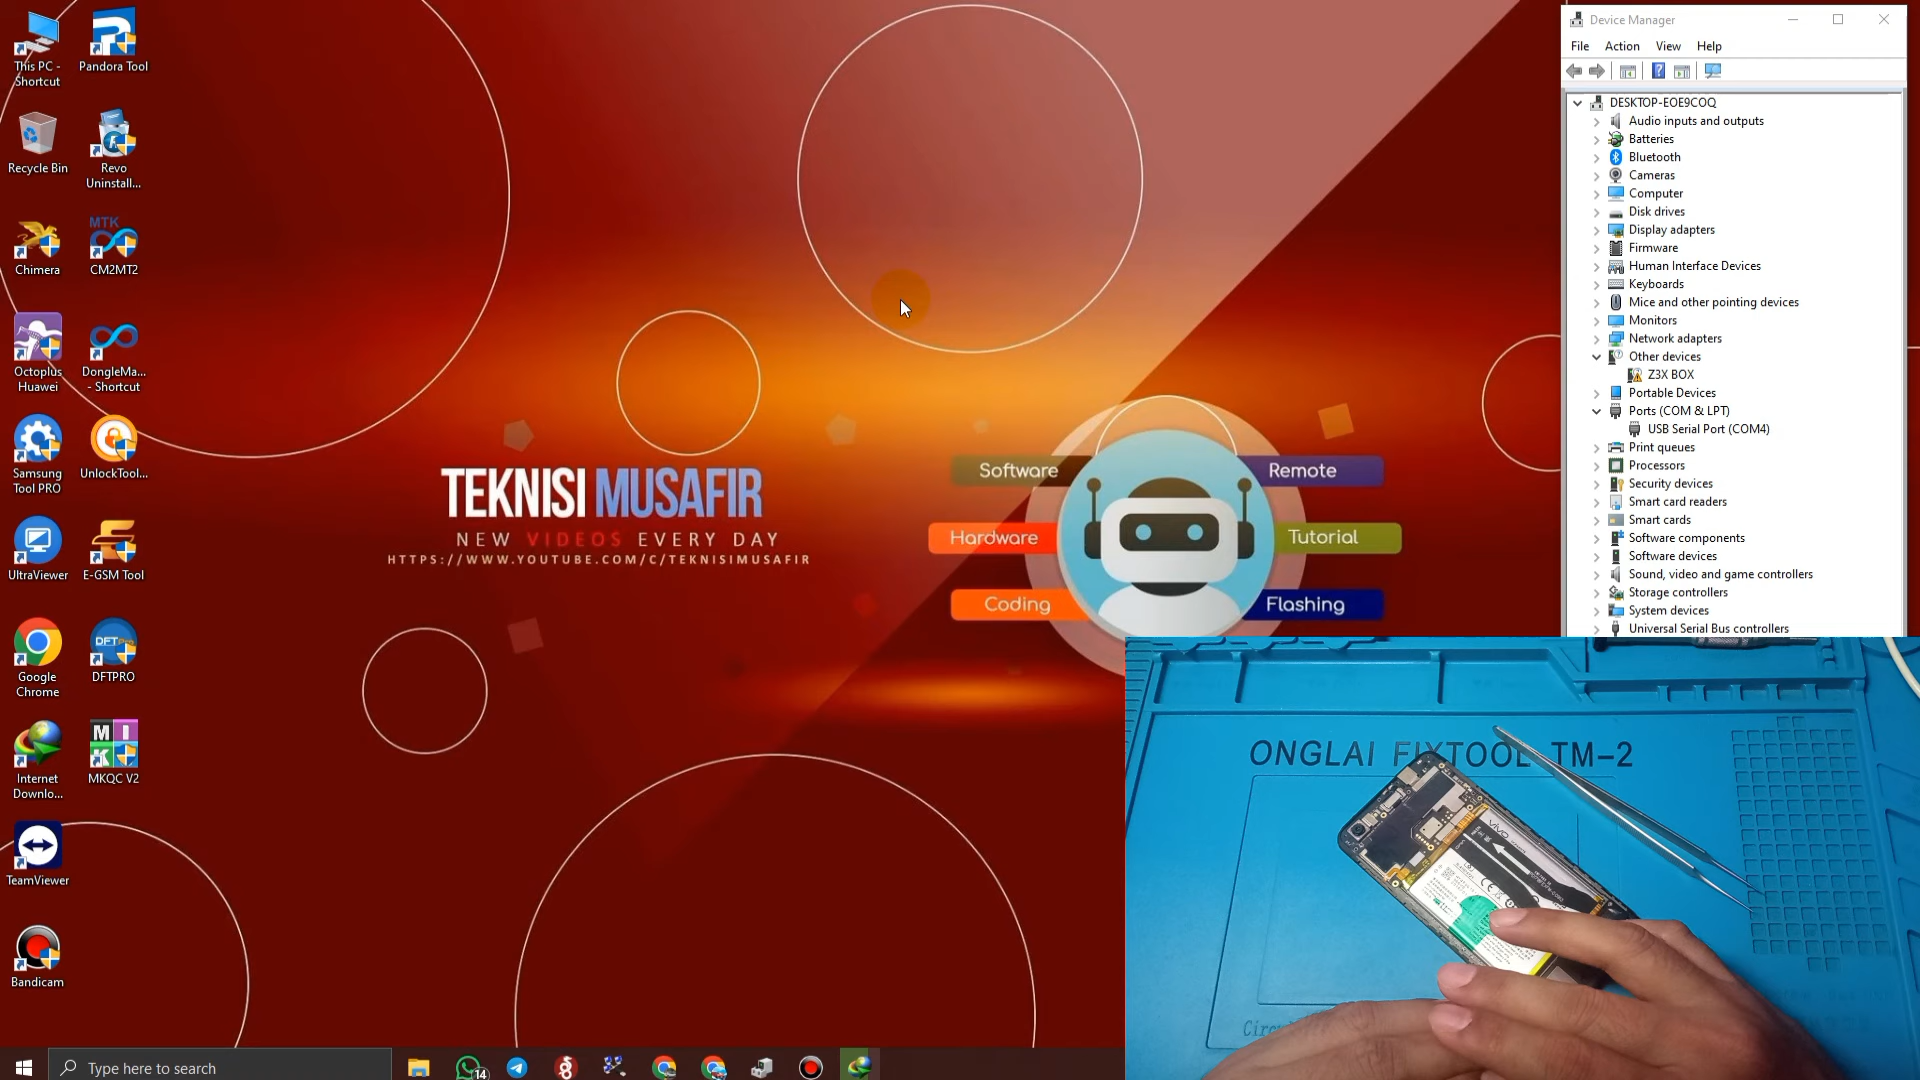 This PC -
Shortcut
Pandora Tool
Recycle Bin
Revo
Uninstall...
Chimera
MTK
CM2MT2
Octoplus
Huawei
DongleMa...
- Shortcut
Samsung
Tool PRO
UnlockTool...
UltraViewer
E-GSM Tool
Google
Chrome
DFTPro
DFTPRO
Internet
Downlo...
M I
K
MKQC V2
TeamViewer
Bandicam
TEKNISI MUSAFIR
NEW VIDEOS EVERY DAY
HTTPS://WWW.YOUTUBE.COM/C/TEKNISIMUSAFIR
Software
Remote
Hardware
Tutorial
Coding
Flashing
Device Manager
File Action View Help
DESKTOP-EOE9COQ
Audio inputs and outputs
Batteries
Bluetooth
Cameras
Computer
Disk drives
Display adapters
Firmware
Human Interface Devices
Keyboards
Mice and other pointing devices
Monitors
Network adapters
Other devices
Z3X BOX
Portable Devices
Ports (COM & LPT)
USB Serial Port (COM4)
Print queues
Processors
Security devices
Smart card readers
Smart cards
Software components
Software devices
Sound, video and game controllers
Storage controllers
System devices
Universal Serial Bus controllers
ONGLAI FIXTOOL TM-2
vivo
Type here to search
14